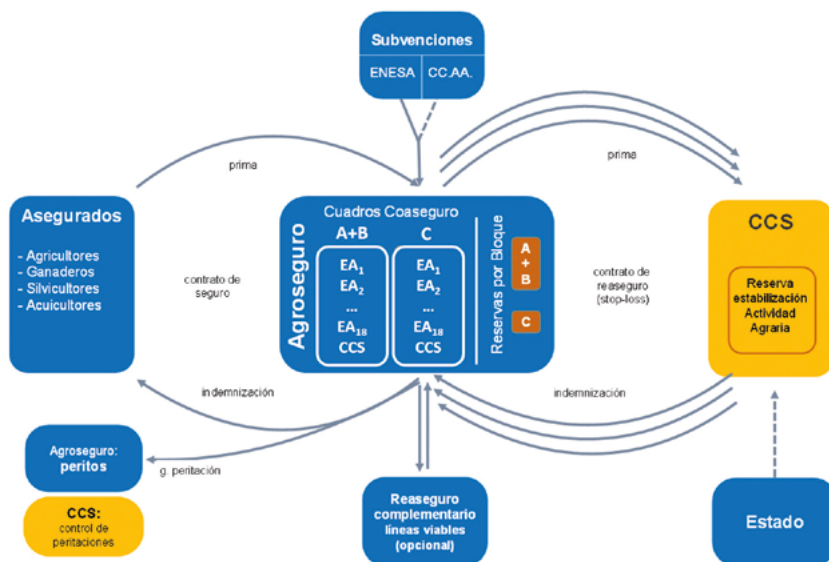 Subvenciones
ENESA CC.AA.
prima
prima
Asegurados
- Agricultores
- Ganaderos
- Silvicultores
- Acuicultores
contrato de
seguro
Agroseguro
Cuadros Coaseguro
A+B C
EA1 EA1
EA2 EA2
... ...
EA18 EA18
CCS CCS
Reservas por Bloque
A
+
B
C
contrato de
reaseguro
(stop-loss)
CCS
Reserva
estabilización
Actividad
Agraria
indemnización
indemnización
Agroseguro:
peritos
g. peritación
CCS:
control de
peritaciones
Reaseguro
complementario
líneas viables
(opcional)
Estado